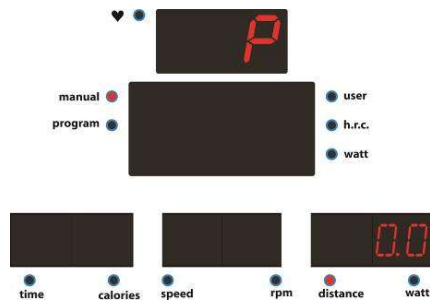 ♥
P
manual
user
program
h.r.c.
watt
0.0
time calories speed rpm distance watt